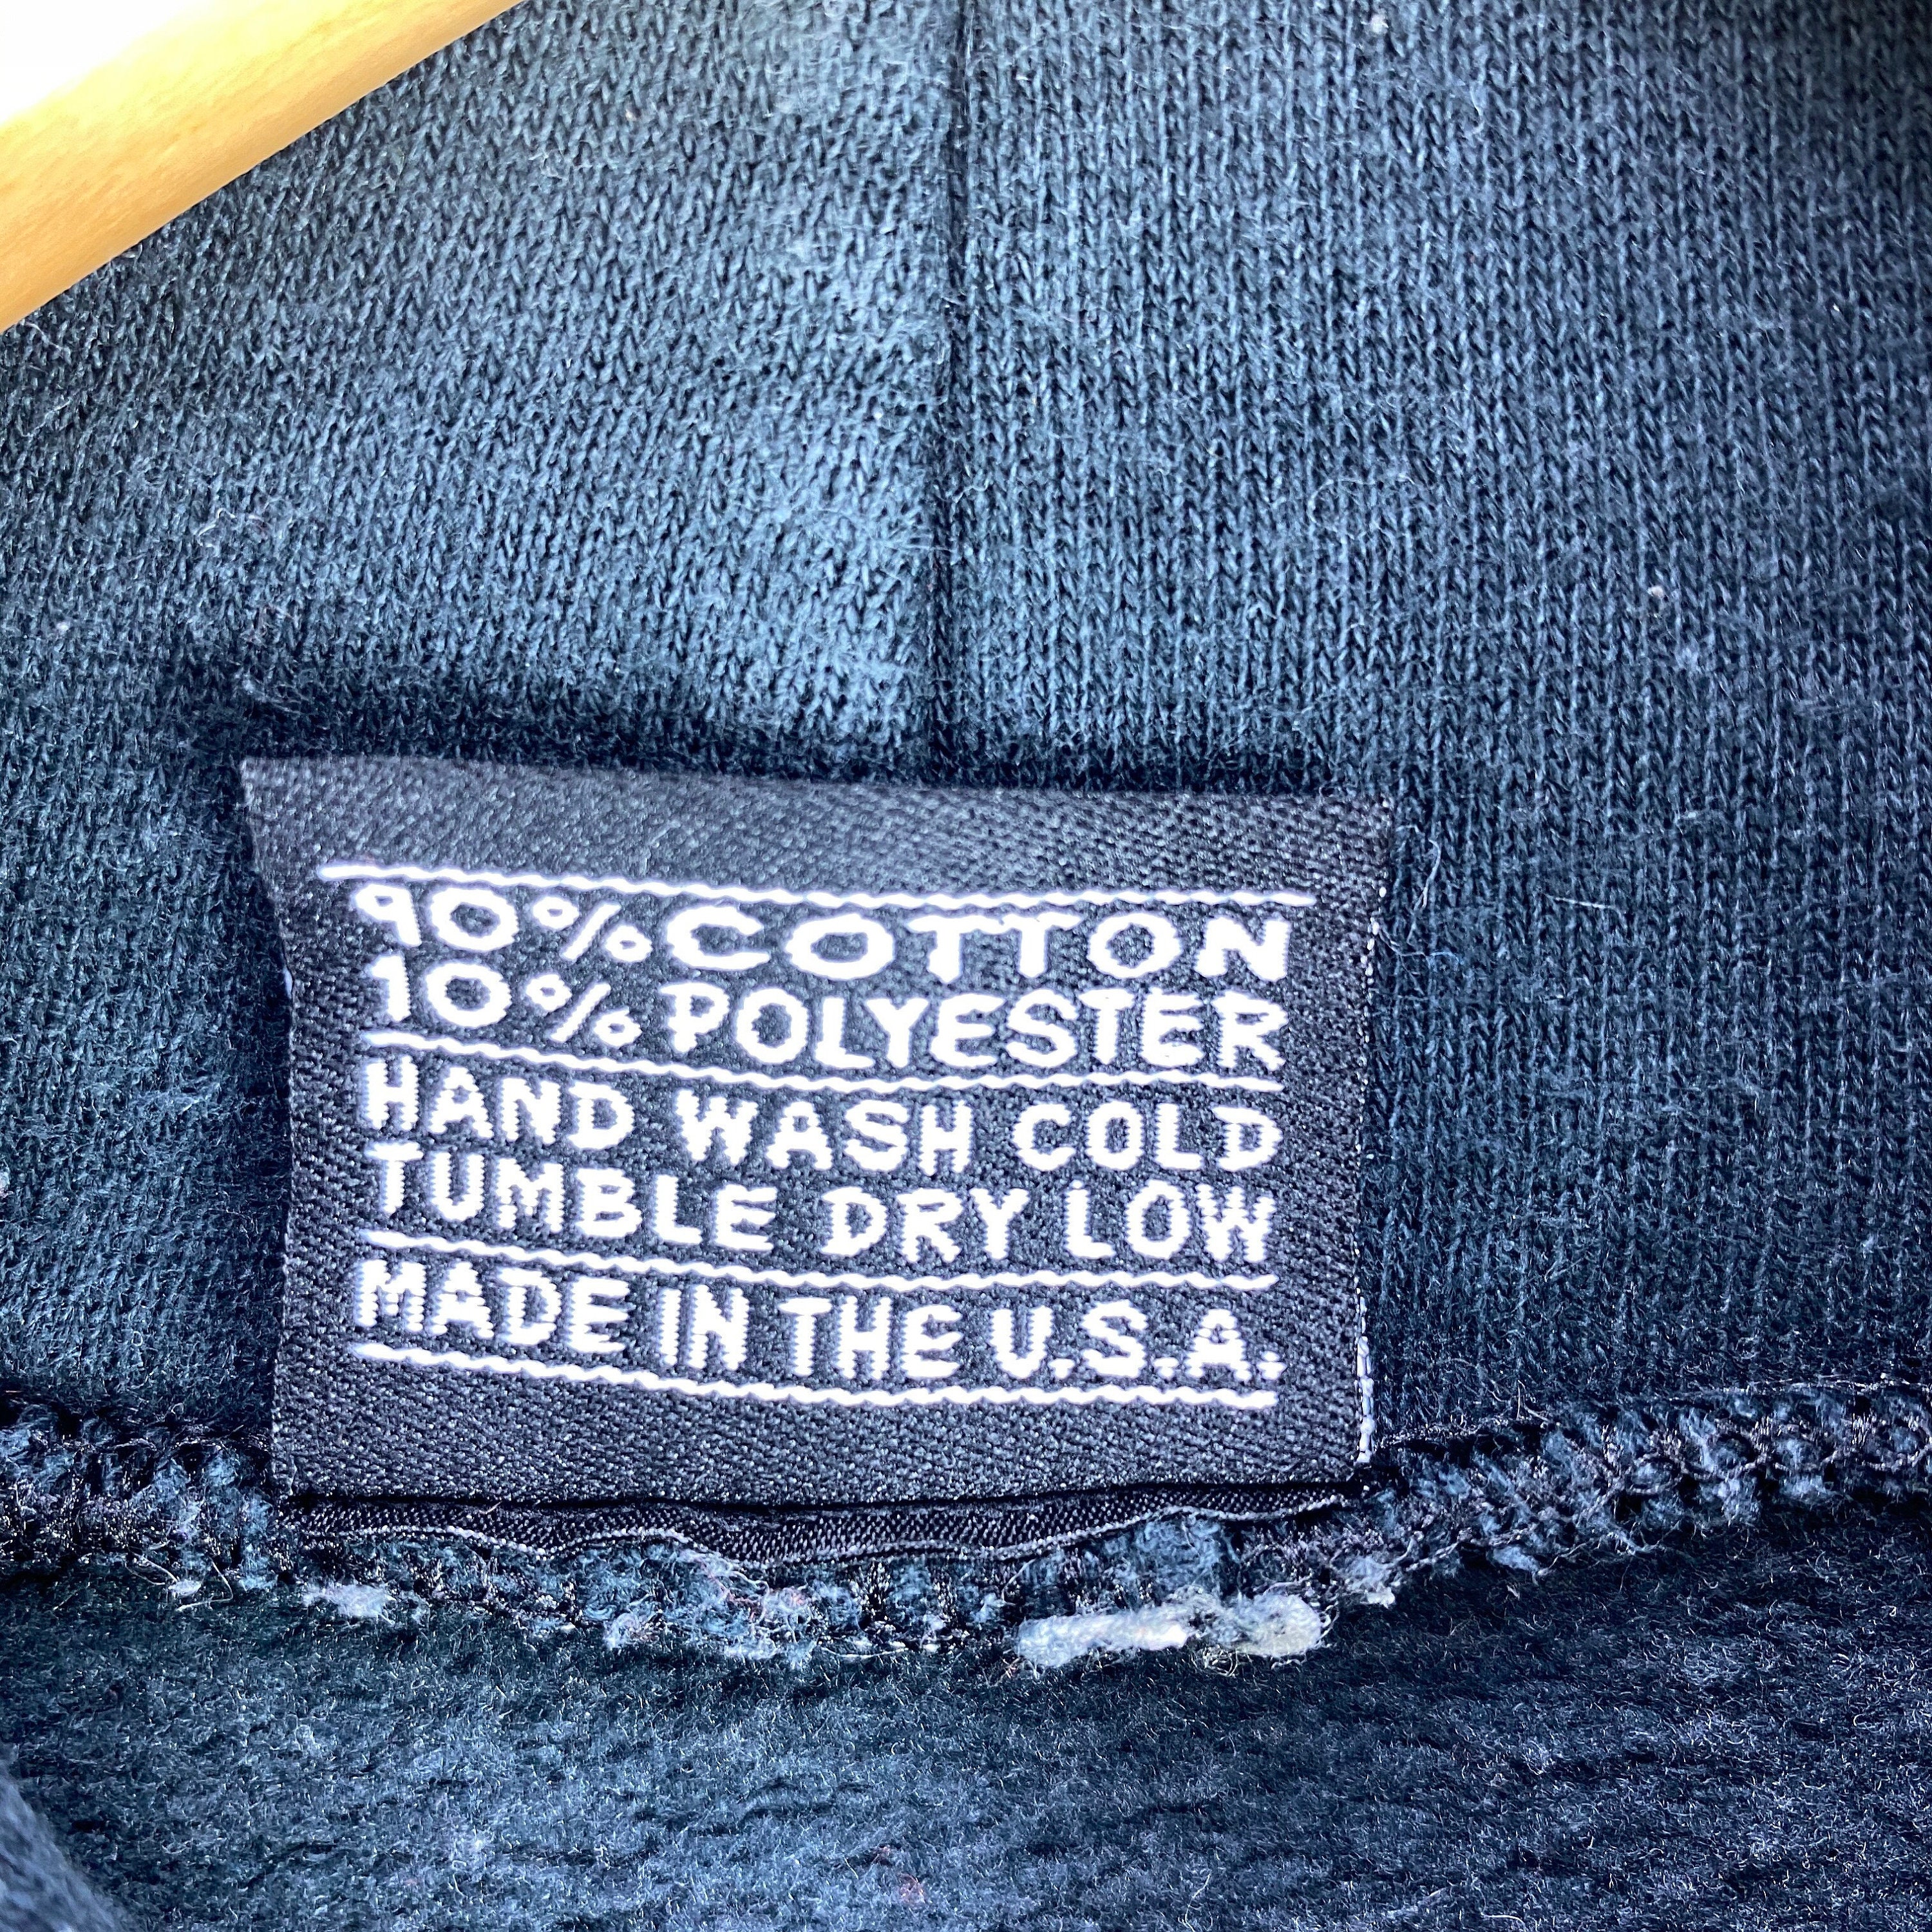 90% COTTON
10% POLYESTER
HAND WASH COLD
TUMBLE DRY LOW
MADE IN THE U.S.A.